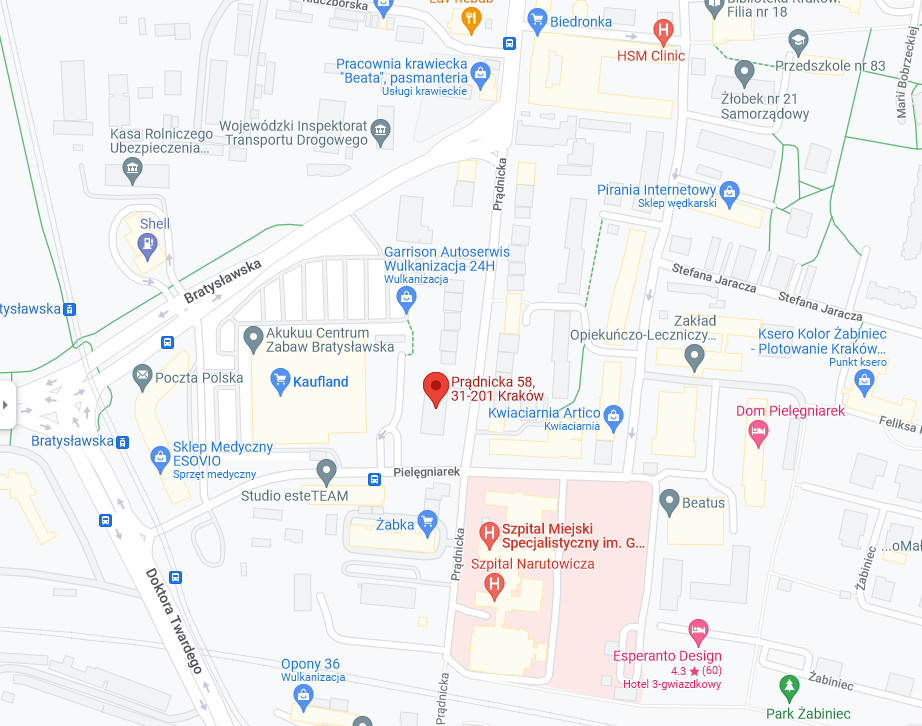 Kluczborska
Lav Kebab
Biedronka
HSM Clinic
Biblioteka Kraków.
Filia nr 18
Przedszkole nr 83
Marii Bobrzeckiej
Pracownia krawiecka
"Beata", pasmanteria
Usługi krawieckie
Żłobek nr 21
Samorządowy
Kasa Rolniczego
Ubezpieczenia...
Wojewódzki Inspektorat
Transportu Drogowego
Prądnicka
Pirania Internetowy
Sklep wędkarski
Shell
Bratysławska
Garrison Autoserwis
Wulkanizacja 24H
Wulkanizacja
Stefana Jaracza
Stefana Jaracza
atysławska
Akukuu Centrum
Zabaw Bratysławska
Zakład
Opiekuńczo-Leczniczy...
Ksero Kolor Żabiniec
- Plotowanie Kraków...
Punkt ksero
Poczta Polska
Kaufland
Prądnicka 58,
31-201 Kraków
Kwiaciarnia Artico
Kwiaciarnia
Dom Pielęgniarek
Feliksa
Bratysławska
Sklep Medyczny
ESOVIO
Sprzęt medyczny
Pielęgniarek
Studio esteTEAM
Beatus
Żabka
Szpital Miejski
Specjalistyczny im. G...
Prądnicka
Szpital Narutowicza
...oMał
Żabiniec
Doktora Twardego
Esperanto Design
4.3 ★ (60)
Hotel 3-gwiazdkowy
Opony 36
Wulkanizacja
Żabiniec
Park Żabiniec
Prądnicka